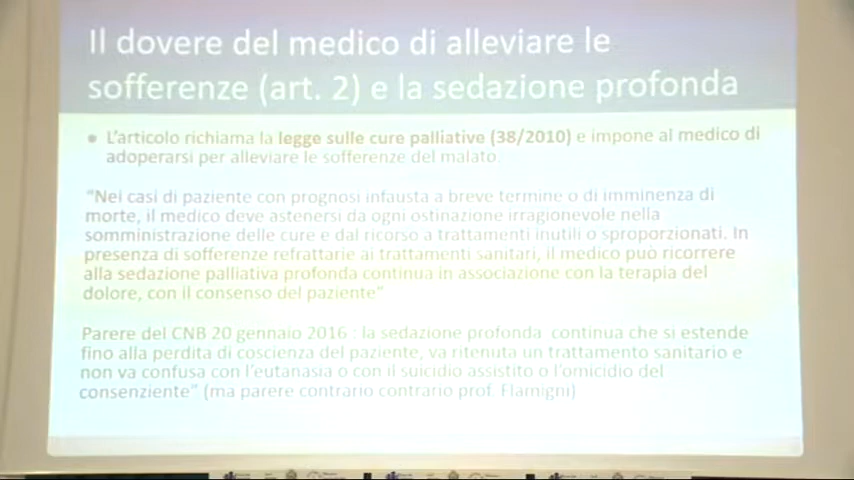 Il dovere del medico di alleviare le
sofferenze (art. 2) e la sedazione profonda
• L'articolo richiama la legge sulle cure palliative (38/2010) e impone al medico di
adoperarsi per alleviare le sofferenze del malato.
"Nei casi di paziente con prognosi infausta a breve termine o di imminenza di
morte, il medico deve astenersi da ogni ostinazione irragionevole nella
somministrazione delle cure e dal ricorso a trattamenti inutili o sproporzionati. In
presenza di sofferenze refrattarie ai trattamenti sanitari, il medico può ricorrere
alla sedazione palliativa profonda continua in associazione con la terapia del
dolore, con il consenso del paziente"
Parere del CNB 20 gennaio 2016 : la sedazione profonda continua che si estende
fino alla perdita di coscienza del paziente, va ritenuta un trattamento sanitario e
non va confusa con l'eutanasia o con il suicidio assistito o l'omicidio del
consenziente" (ma parere contrario contrario prof. Flamigni)